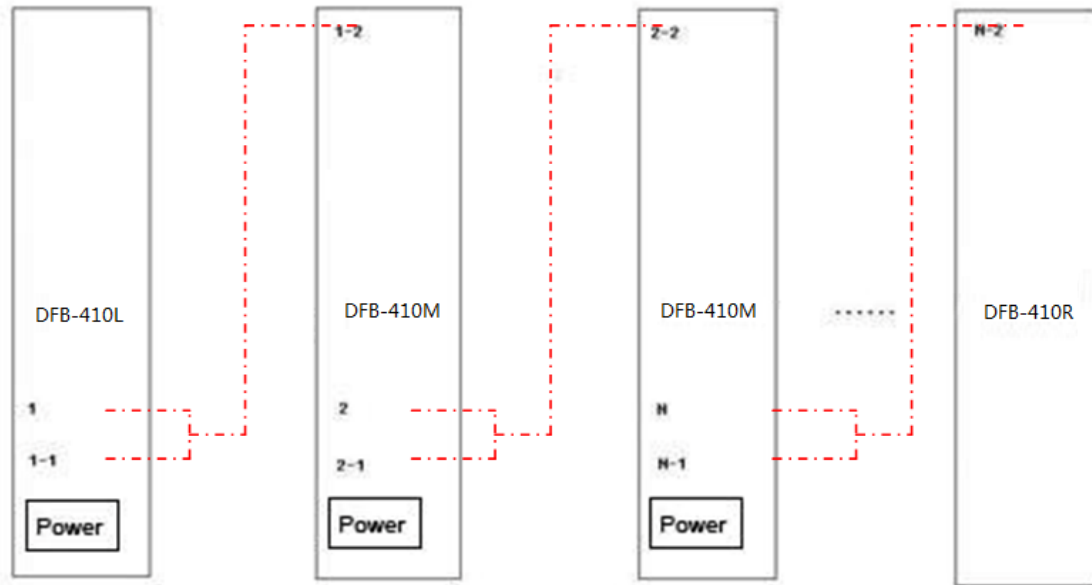 1-2
2-2
N-2
DFB-410L
DFB-410M
DFB-410M
......
DFB-410R
1
2
N
1-1
2-1
N-1
Power
Power
Power